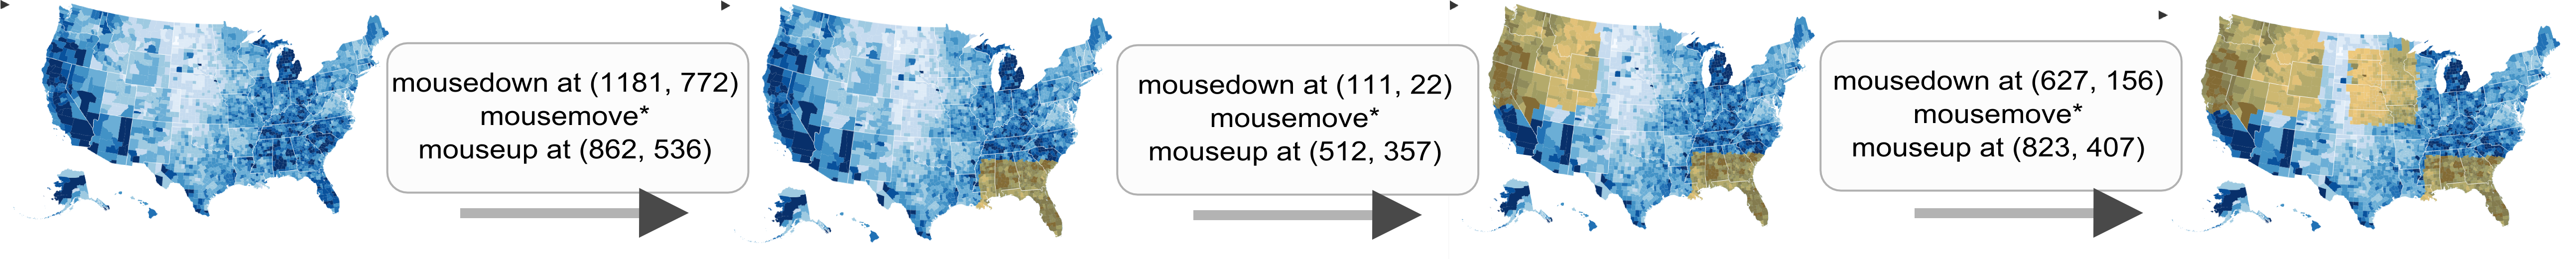 mousedown at (1181, 772)
mousemove*
mouseup at (862, 536)
mousedown at (111, 22)
mousemove*
mouseup at (512, 357)
mousedown at (627, 156)
mousemove*
mouseup at (823, 407)